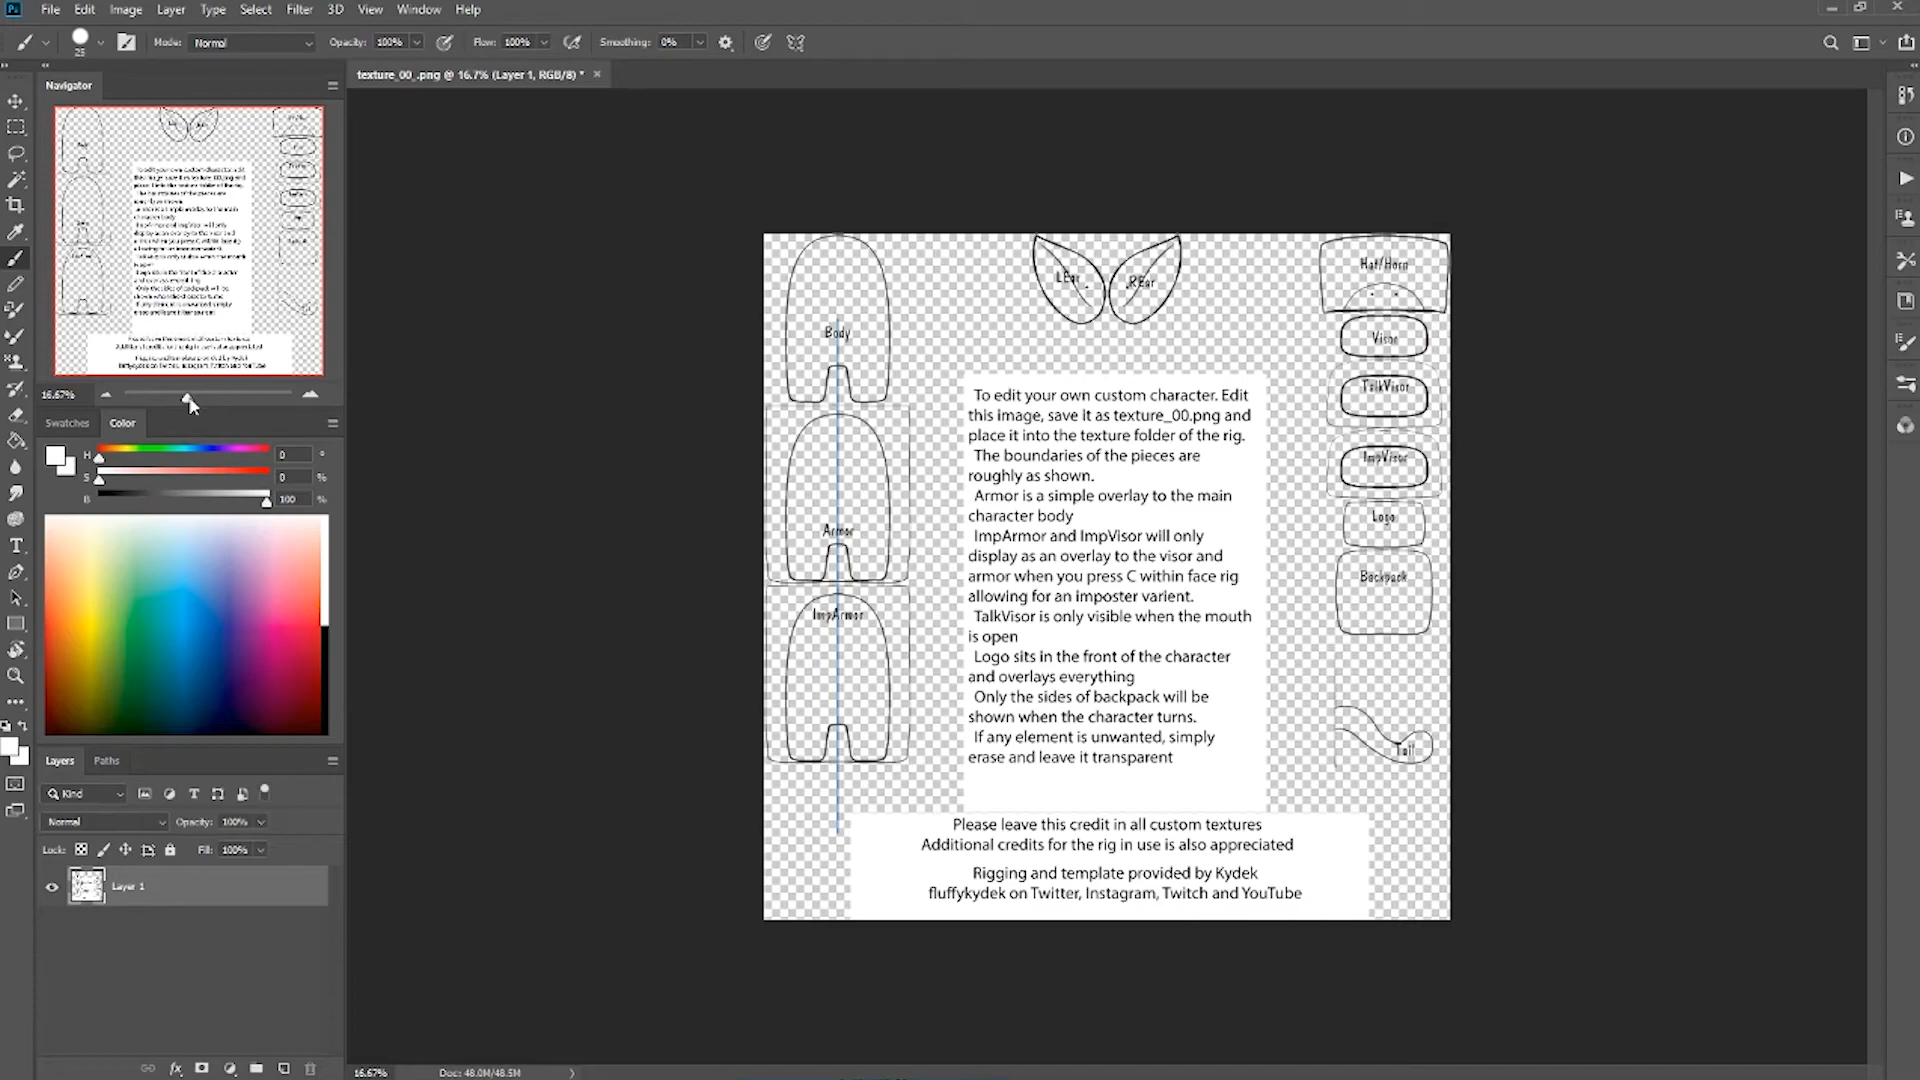 File Edit Image Layer Type Select Filter 3D View Window Help
25 Mode: Normal Opacity: 100% Flow: 100% Smoothing: 0%
texture_00_.png @ 16.7% (Layer 1, RGB/8) *
Navigator
16.67%
Swatches Color
H 0 °
S 0 %
B 100 %
Layers Paths
Kind
Normal Opacity: 100%
Lock: Fill: 100%
Layer 1
Body
Armor
ImpArmor
LEar REar
Hat/Horn
Visor
TalkVisor
ImpVisor
Logo
Backpack
Tail
To edit your own custom character. Edit
this image, save it as texture_00.png and
place it into the texture folder of the rig.
The boundaries of the pieces are
roughly as shown.
Armor is a simple overlay to the main
character body
ImpArmor and ImpVisor will only
display as an overlay to the visor and
armor when you press C within face rig
allowing for an imposter varient.
TalkVisor is only visible when the mouth
is open
Logo sits in the front of the character
and overlays everything
Only the sides of backpack will be
shown when the character turns.
If any element is unwanted, simply
erase and leave it transparent
Please leave this credit in all custom textures
Additional credits for the rig in use is also appreciated
Rigging and template provided by Kydek
fluffykydek on Twitter, Instagram, Twitch and YouTube
16.67% Doc: 48.0M/48.5M